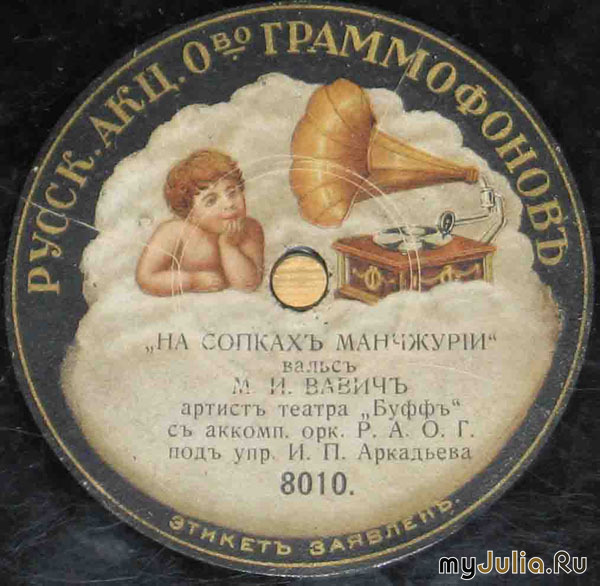 РУССК. АКЦ. Ово ГРАММОФОНОВЪ
„НА СОПКАХЪ МАНЧЖУРІИ“
вальсъ
М. И. ВАВИЧЪ
артистъ театра „Буффъ“
съ аккомп. орк. Р. А. О. Г.
подъ упр. И. П. Аркадьева
8010.
ЭТИКЕТЪ ЗАЯВЛЕНЪ.
myJulia.Ru